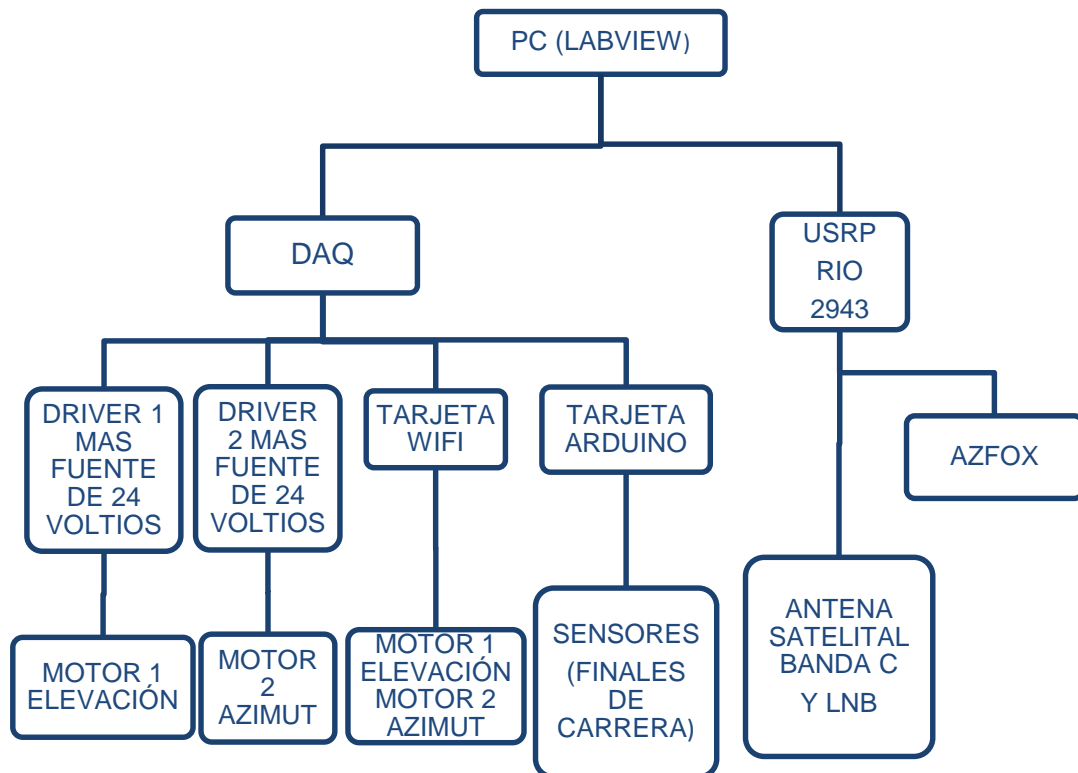 PC (LABVIEW)
DAQ
USRP
RIO
2943
DRIVER 1
MAS
FUENTE
DE 24
VOLTIOS
DRIVER
2 MAS
FUENTE
DE 24
VOLTIOS
TARJETA
WIFI
TARJETA
ARDUINO
AZFOX
MOTOR 1
ELEVACIÓN
MOTOR
2
AZIMUT
MOTOR 1
ELEVACIÓN
MOTOR 2
AZIMUT
SENSORES
(FINALES
DE
CARRERA)
ANTENA
SATELITAL
BANDA C
Y LNB